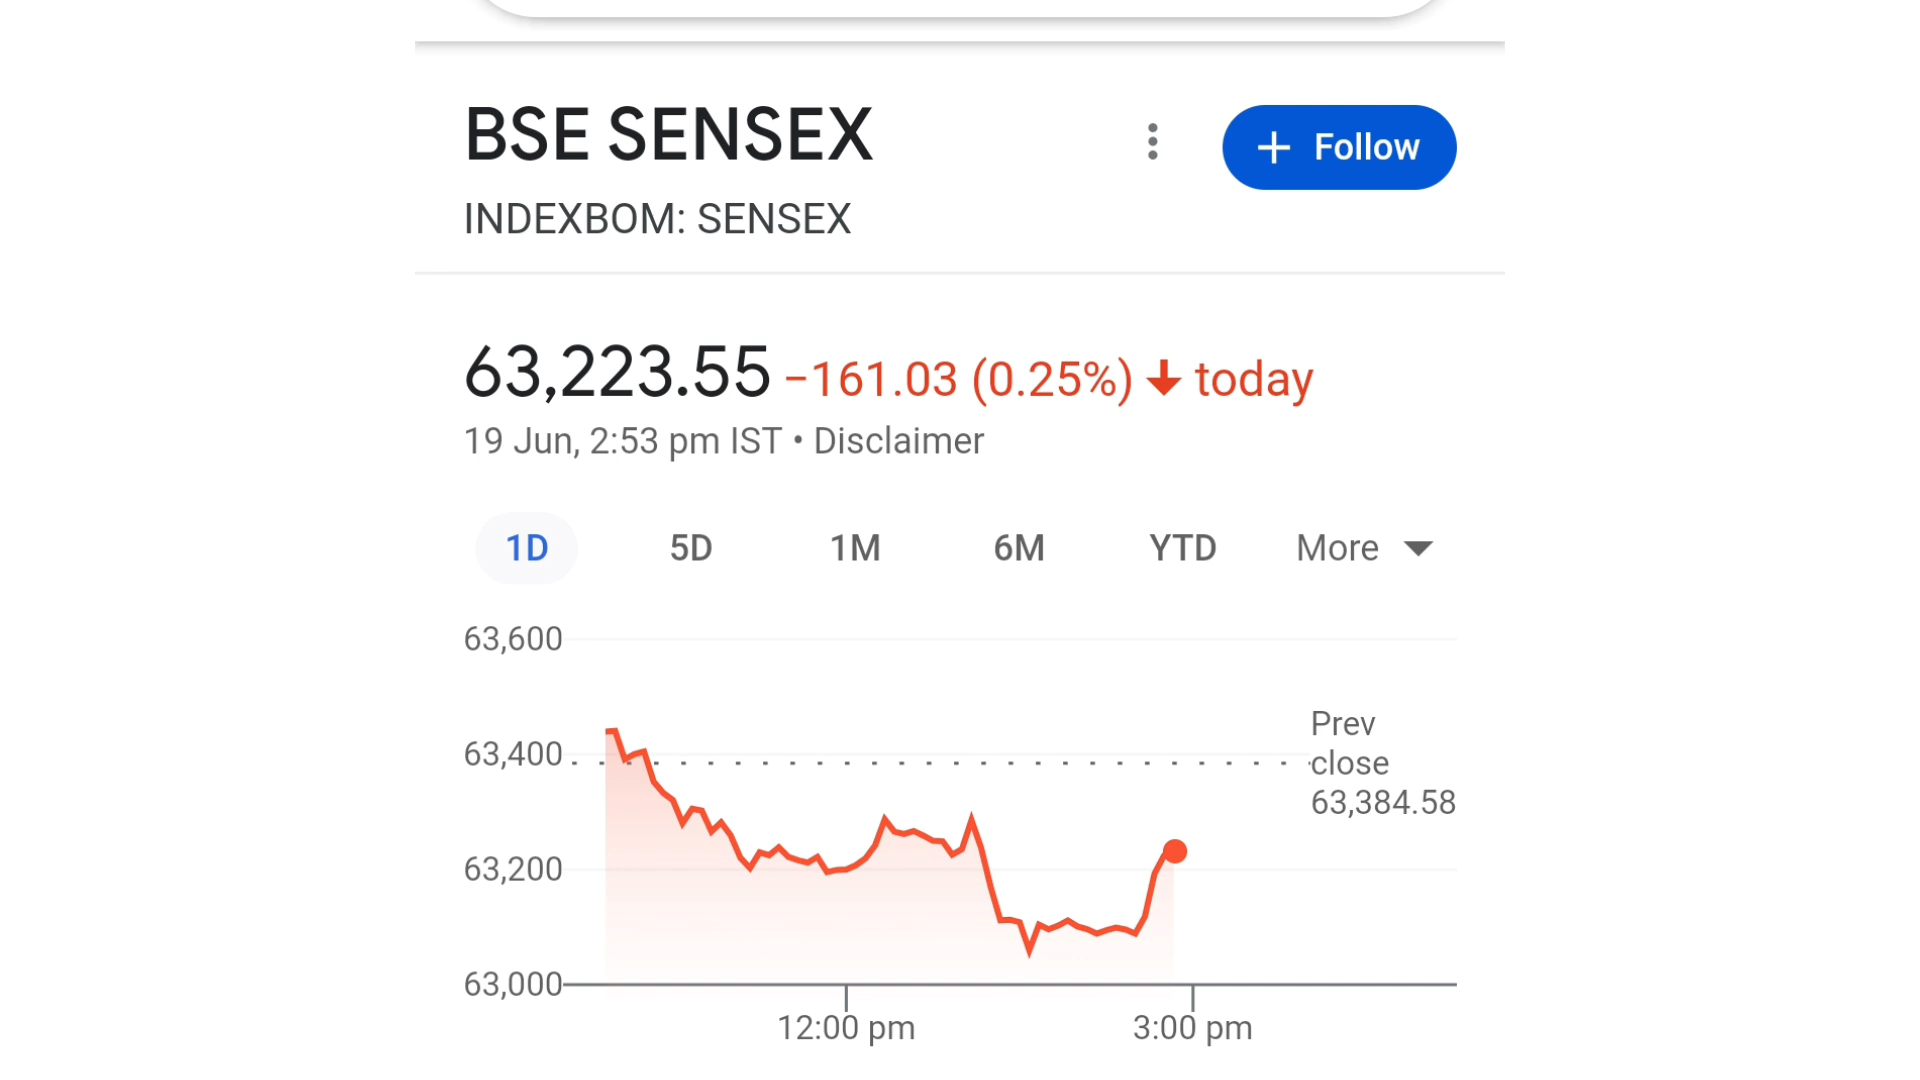 BSE SENSEX
+ Follow
INDEXBOM: SENSEX
63,223.55 −161.03 (0.25%) ↓ today
19 Jun, 2:53 pm IST • Disclaimer
1D 5D 1M 6M YTD More
63,600
63,400
63,200
63,000
Prev
close
63,384.58
12:00 pm 3:00 pm